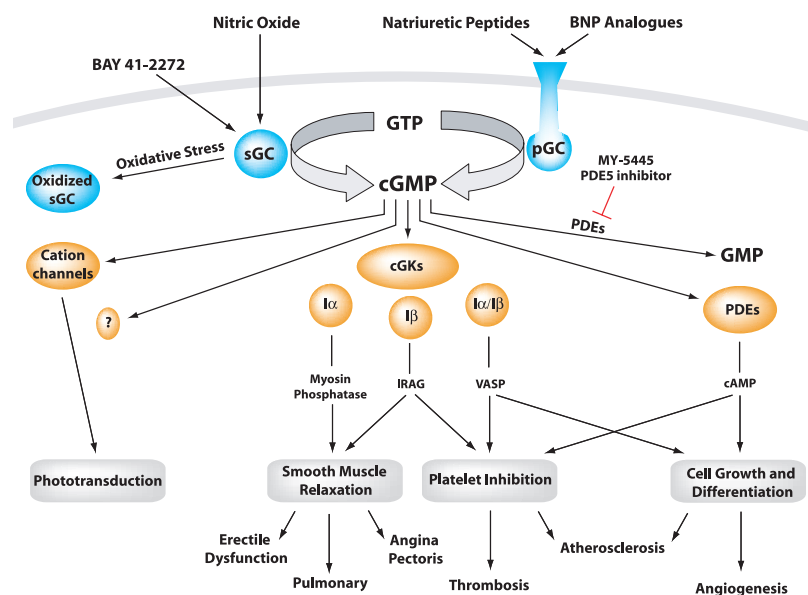 Nitric Oxide
Natriuretic Peptides
BNP Analogues
BAY 41-2272
GTP
Oxidative Stress
sGC
pGC
MY-5445
PDE5 inhibitor
Oxidized
sGC
cGMP
PDEs
GMP
Cation
channels
cGKs
?
Iα
Iβ
Iα/Iβ
PDEs
Myosin
Phosphatase
IRAG
VASP
cAMP
Phototransduction
Smooth Muscle
Relaxation
Platelet Inhibition
Cell Growth and
Differentiation
Erectile
Dysfunction
Angina
Pectoris
Atherosclerosis
Pulmonary
Thrombosis
Angiogenesis